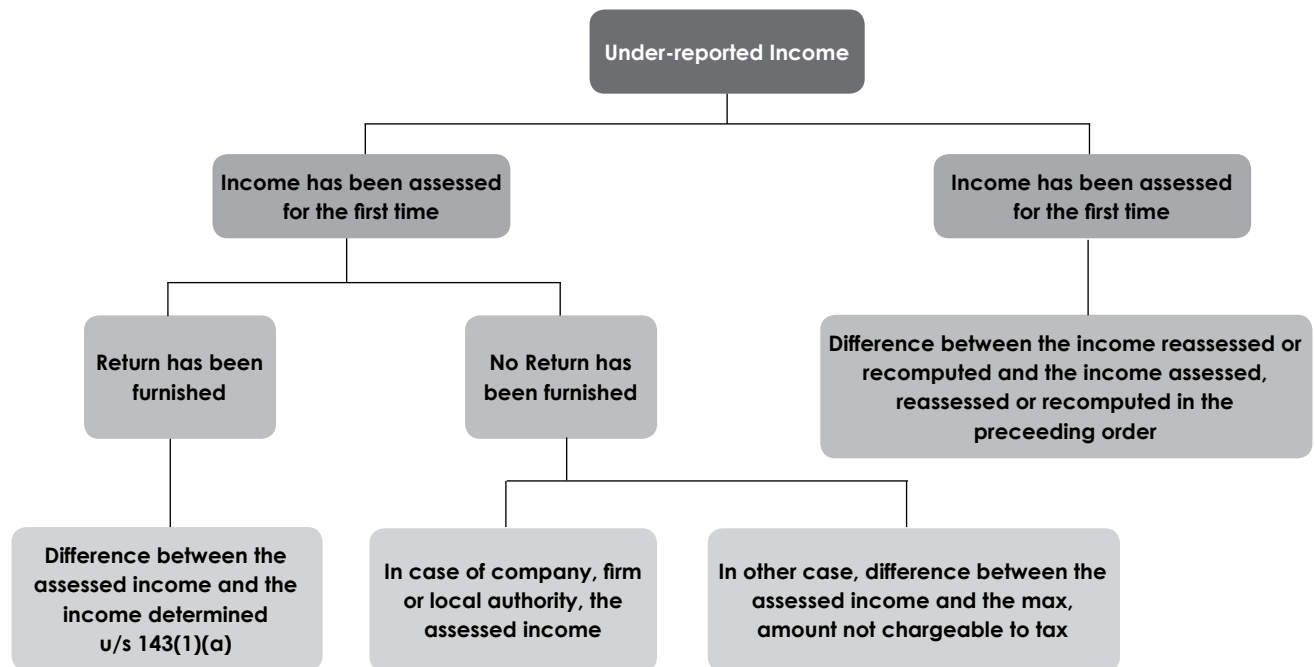 Under-reported Income
Income has been assessed
for the first time
Income has been assessed
for the first time
Return has been
furnished
No Return has
been furnished
Difference between the income reassessed or
recomputed and the income assessed,
reassessed or recomputed in the
preceeding order
Difference between the
assessed income and the
income determined
u/s 143(1)(a)
In case of company, firm
or local authority, the
assessed income
In other case, difference between the
assessed income and the max,
amount not chargeable to tax